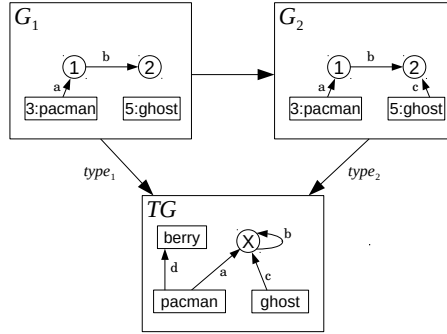 G1 G2
b b
1 2 1 2
a a c
3:pacman 5:ghost 3:pacman 5:ghost
type1 type2
TG
berry X b
d a c
pacman ghost